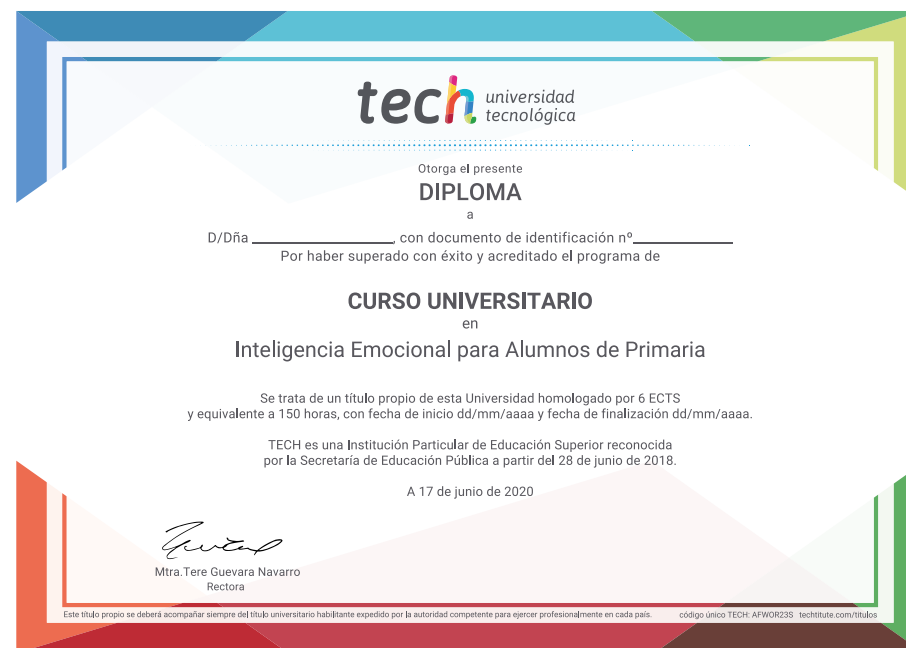 tech universidad
tecnológica
Otorga el presente
DIPLOMA
a
D/Dña ____________________, con documento de identificación nº______________
Por haber superado con éxito y acreditado el programa de
CURSO UNIVERSITARIO
en
Inteligencia Emocional para Alumnos de Primaria
Se trata de un título propio de esta Universidad homologado por 6 ECTS
y equivalente a 150 horas, con fecha de inicio dd/mm/aaaa y fecha de finalización dd/mm/aaaa.
TECH es una Institución Particular de Educación Superior reconocida
por la Secretaría de Educación Pública a partir del 28 de junio de 2018.
A 17 de junio de 2020
Mtra.Tere Guevara Navarro
Rectora
Este título propio se deberá acompañar siempre del título universitario habilitante expedido por la autoridad competente para ejercer profesionalmente en cada país. código único TECH: AFWOR23S techtitute.com/titulos